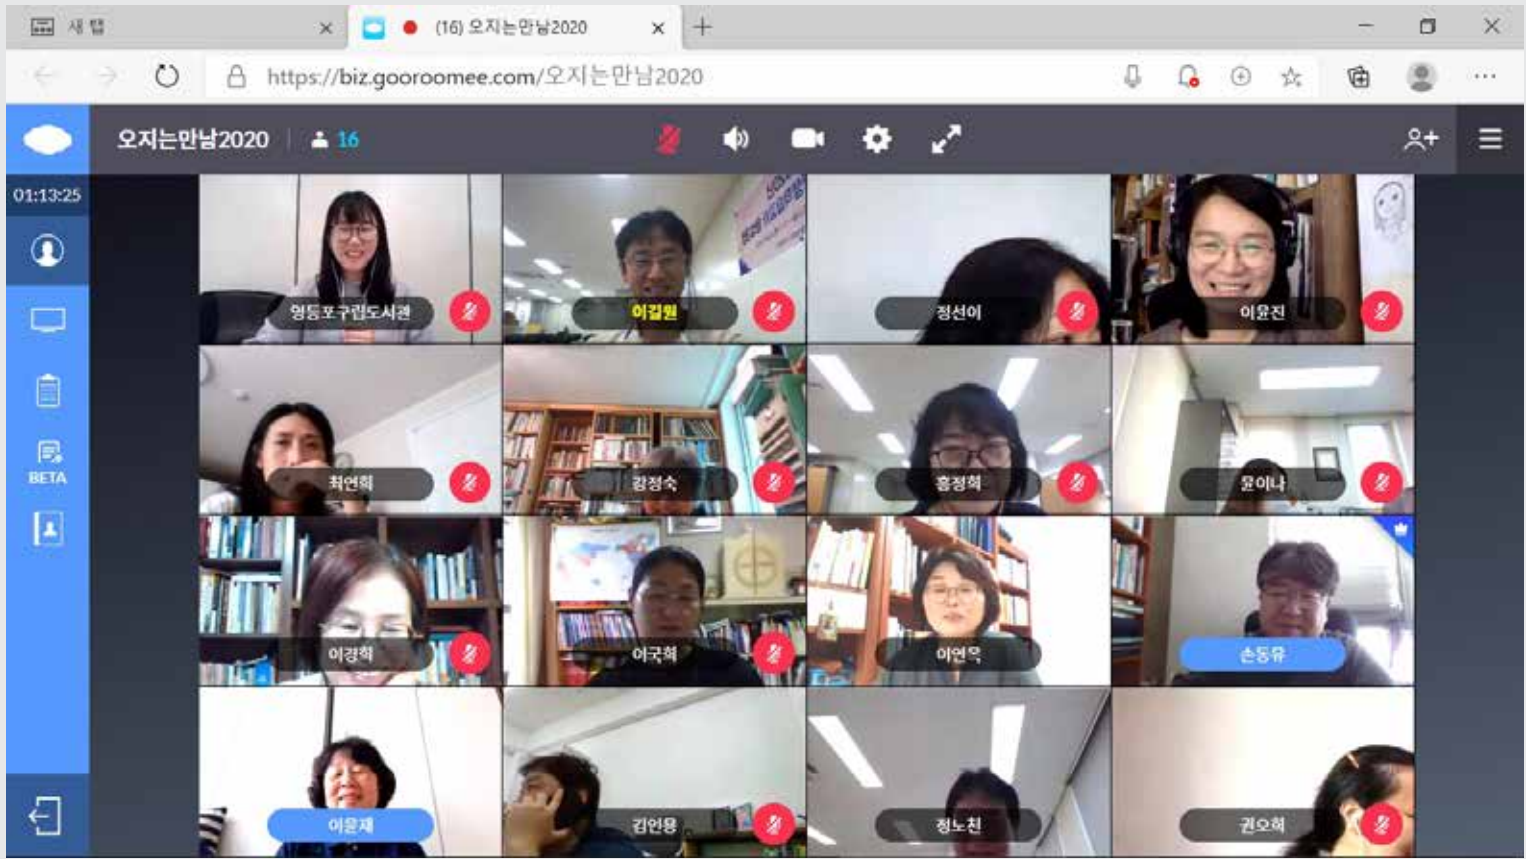 새 탭
(16) 오지는만남2020
https://biz.gooroomee.com/오지는만남2020
오지는만남2020
16
01:13:25
영등포구립도서관
이길원
정선이
이윤진
최연희
강정숙
홍정희
윤이나
BETA
이경희
이국희
이연옥
손동유
이윤재
김인용
정노천
권오희